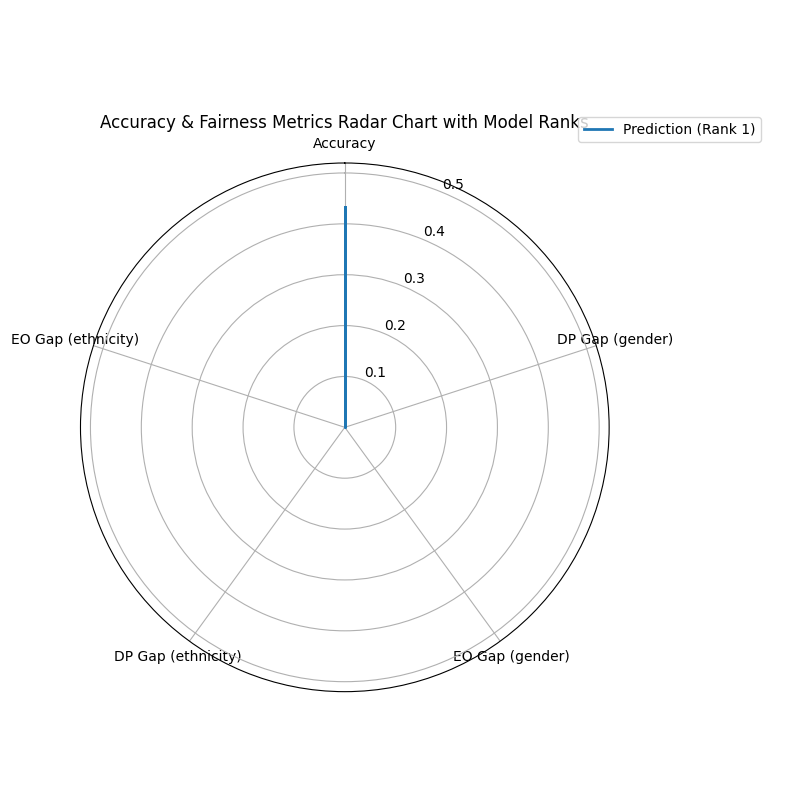 Accuracy & Fairness Metrics Radar Chart with Model Ranks
Prediction (Rank 1)
Accuracy
0.5
0.4
0.3
0.2
0.1
EO Gap (ethnicity)
DP Gap (gender)
DP Gap (ethnicity)
EO Gap (gender)